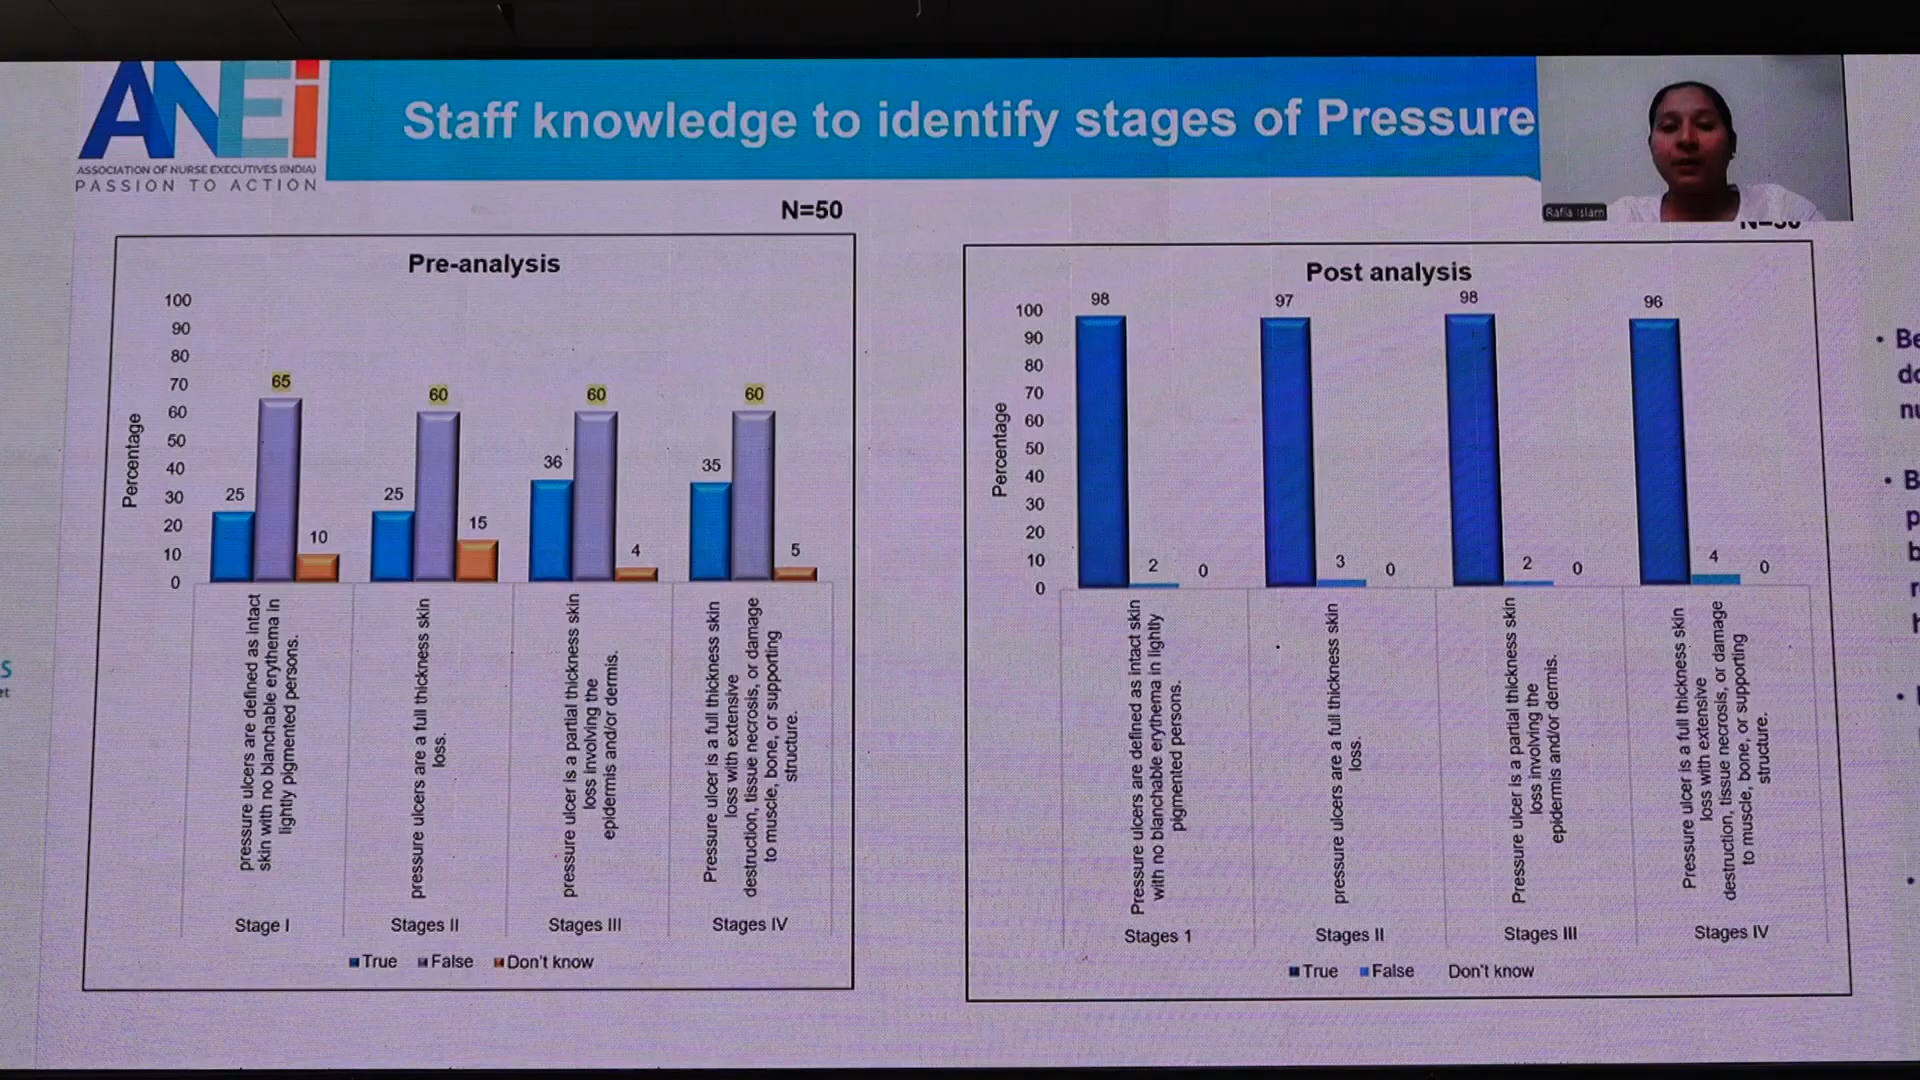 ANEi
ASSOCIATION OF NURSE EXECUTIVES (INDIA)
PASSION TO ACTION
Staff knowledge to identify stages of Pressure
Rafia Islam
N=50
Pre-analysis
Percentage
100
90
80
70
60
50
40
30
20
10
0
25
65
10
25
60
15
36
60
4
35
60
5
pressure ulcers are defined as intact
skin with no blanchable erythema in
lightly pigmented persons.
pressure ulcers are a full thickness skin
loss.
pressure ulcer is a partial thickness skin
loss involving the
epidermis and/or dermis.
Pressure ulcer is a full thickness skin
loss with extensive
destruction, tissue necrosis, or damage
to muscle, bone, or supporting
structure.
Stage I
Stages II
Stages III
Stages IV
True False Don't know
Post analysis
Percentage
100
90
80
70
60
50
40
30
20
10
0
98
2
0
97
3
0
98
2
0
96
4
0
Pressure ulcers are defined as intact skin
with no blanchable erythema in lightly
pigmented persons.
pressure ulcers are a full thickness skin
loss.
Pressure ulcer is a partial thickness skin
loss involving the
epidermis and/or dermis.
Pressure ulcer is a full thickness skin
loss with extensive
destruction, tissue necrosis, or damage
to muscle, bone, or supporting
structure.
Stages 1
Stages II
Stages III
Stages IV
True False Don't know